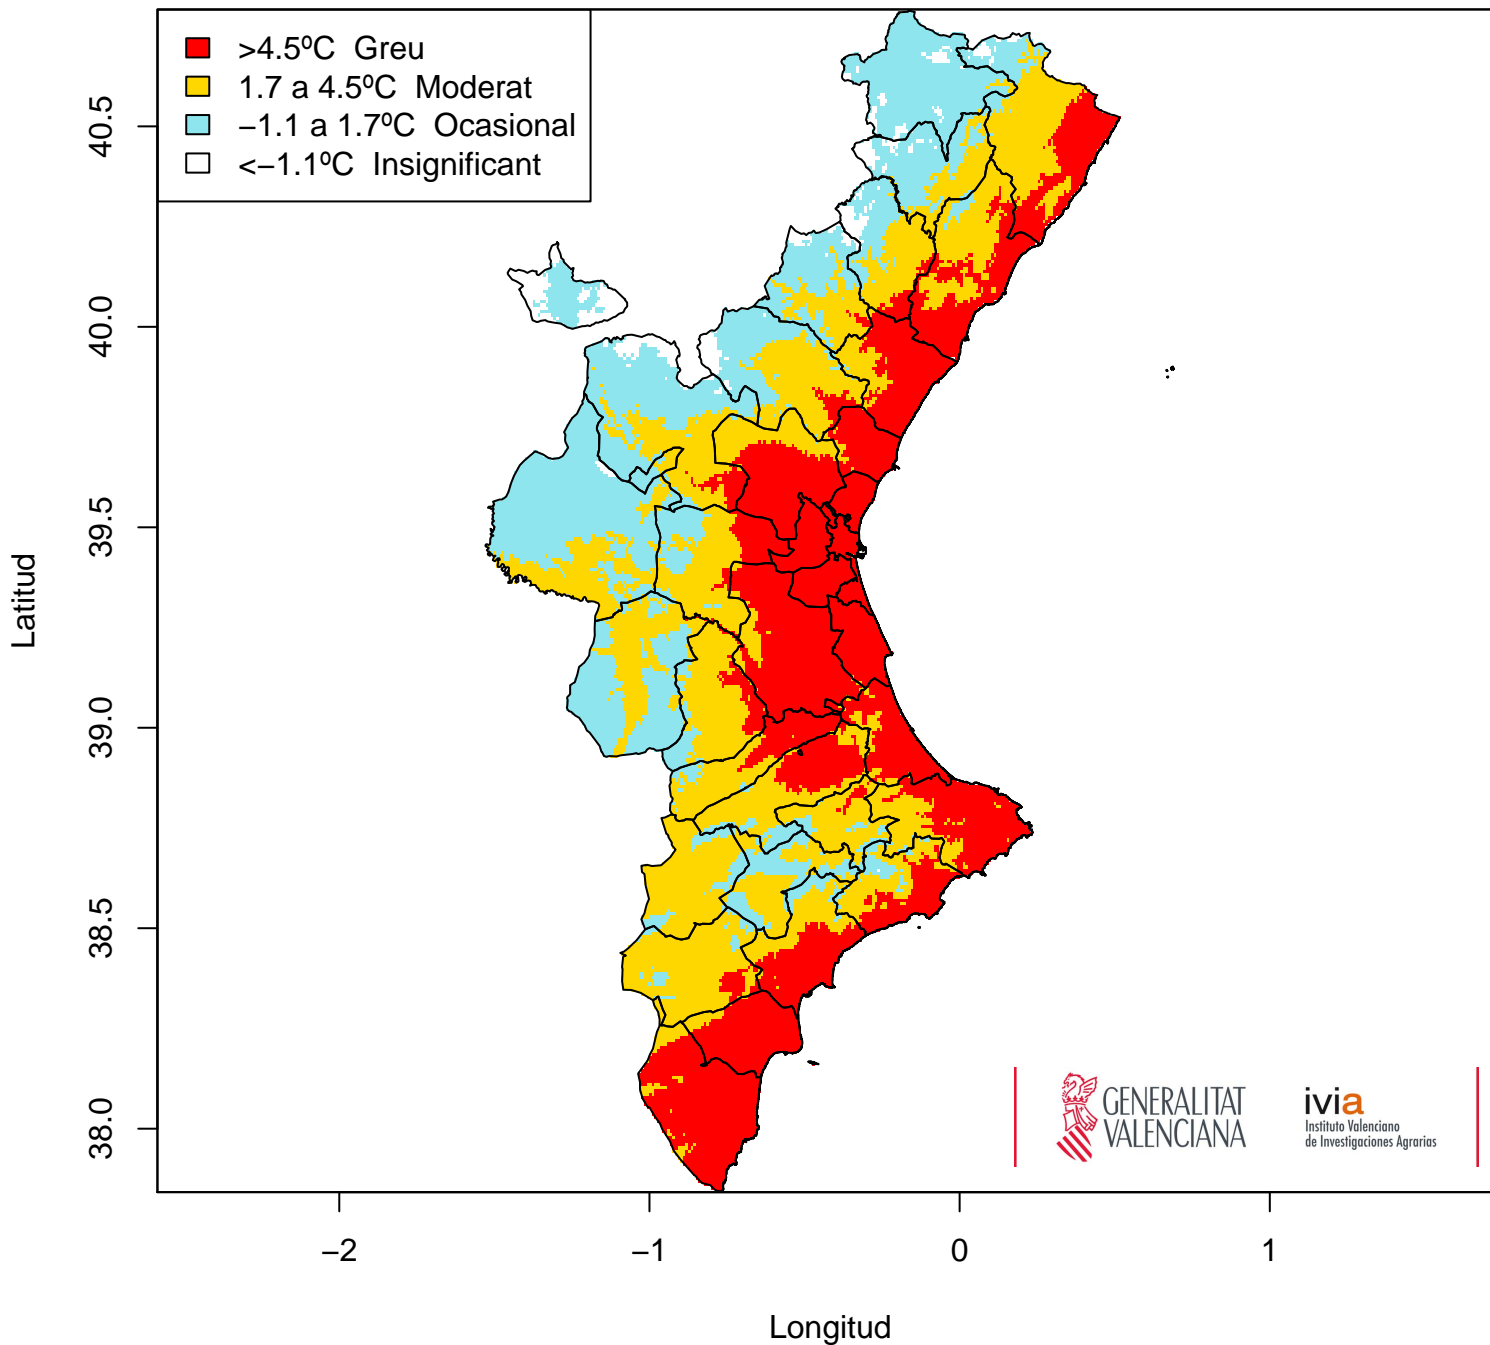 >4.5ºC Greu
1.7 a 4.5ºC Moderat
−1.1 a 1.7ºC Ocasional
<−1.1ºC Insignificant
40.5
40.0
39.5
39.0
38.5
38.0
Latitud
−2
−1
0
1
Longitud
GENERALITAT
VALENCIANA
ivia
Instituto Valenciano
de Investigaciones Agrarias